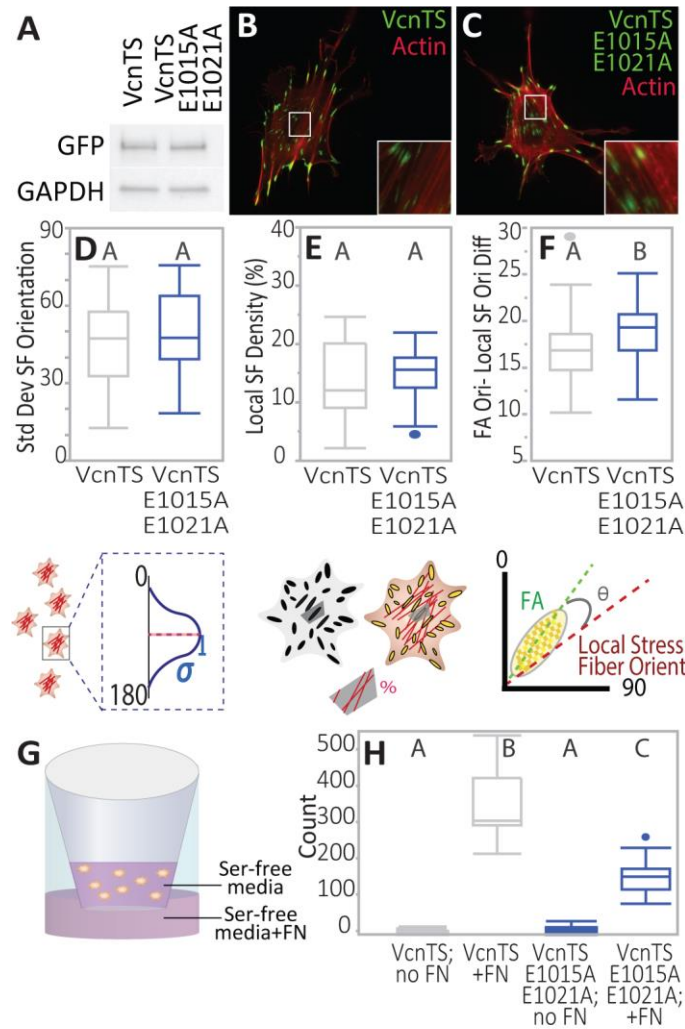 A
VcnTS
VcnTS
E1015A
E1021A
GFP
GAPDH
B
VcnTS
Actin
C
VcnTS
E1015A
E1021A
Actin
D
Std Dev SF Orientation
90
60
30
0
A
A
VcnTS
VcnTS
E1015A
E1021A
E
Local SF Density (%)
40
30
20
10
0
A
A
VcnTS
VcnTS
E1015A
E1021A
F
FA Ori- Local SF Ori Diff
30
25
20
15
10
5
A
B
VcnTS
VcnTS
E1015A
E1021A
0
180
σ
1
%
0
FA
θ
Local Stress
Fiber Orient
90
G
Ser-free
media
Ser-free
media+FN
H
Count
500
400
300
200
100
0
A
B
A
C
VcnTS;
no FN
VcnTS
+FN
VcnTS
E1015A
E1021A;
no FN
VcnTS
E1015A
E1021A;
+FN